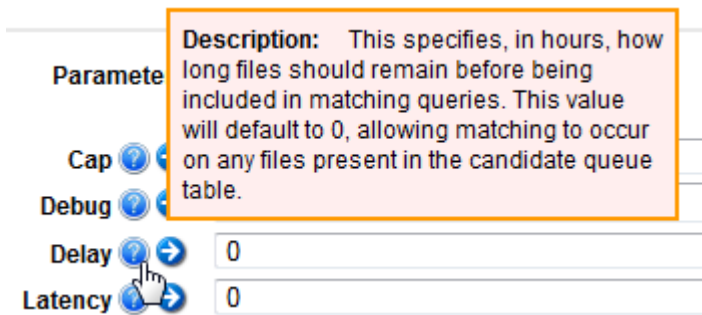 Description: This specifies, in hours, how
long files should remain before being
included in matching queries. This value
will default to 0, allowing matching to occur
on any files present in the candidate queue
table.
Paramete
Cap
Debug
Delay 0
Latency 0